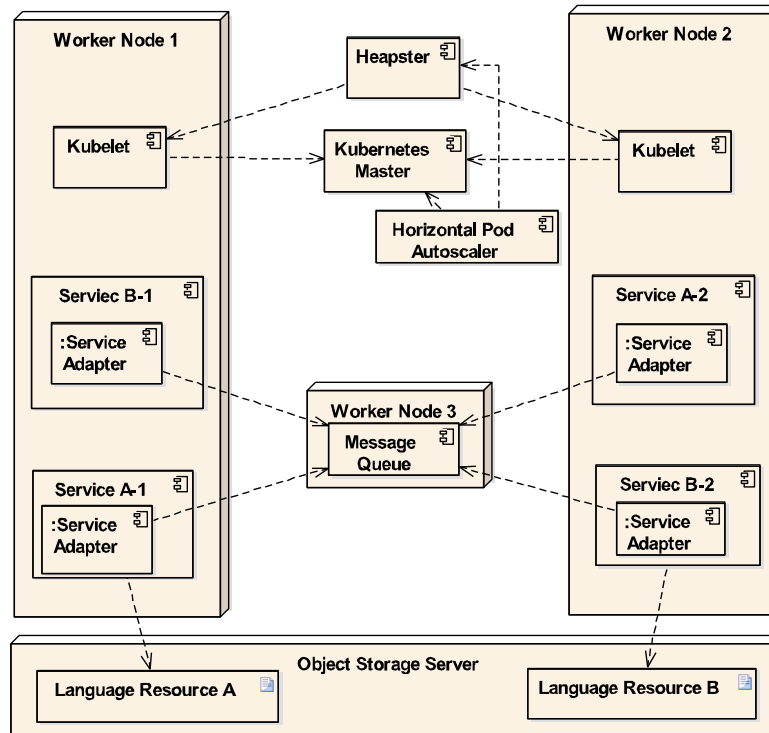 Worker Node 1
Heapster
Worker Node 2
Kubelet
Kubernetes
Master
Kubelet
Horizontal Pod
Autoscaler
Serviec B-1
:Service
Adapter
Service A-2
:Service
Adapter
Worker Node 3
Message
Queue
Service A-1
:Service
Adapter
Serviec B-2
:Service
Adapter
Object Storage Server
Language Resource A
Language Resource B